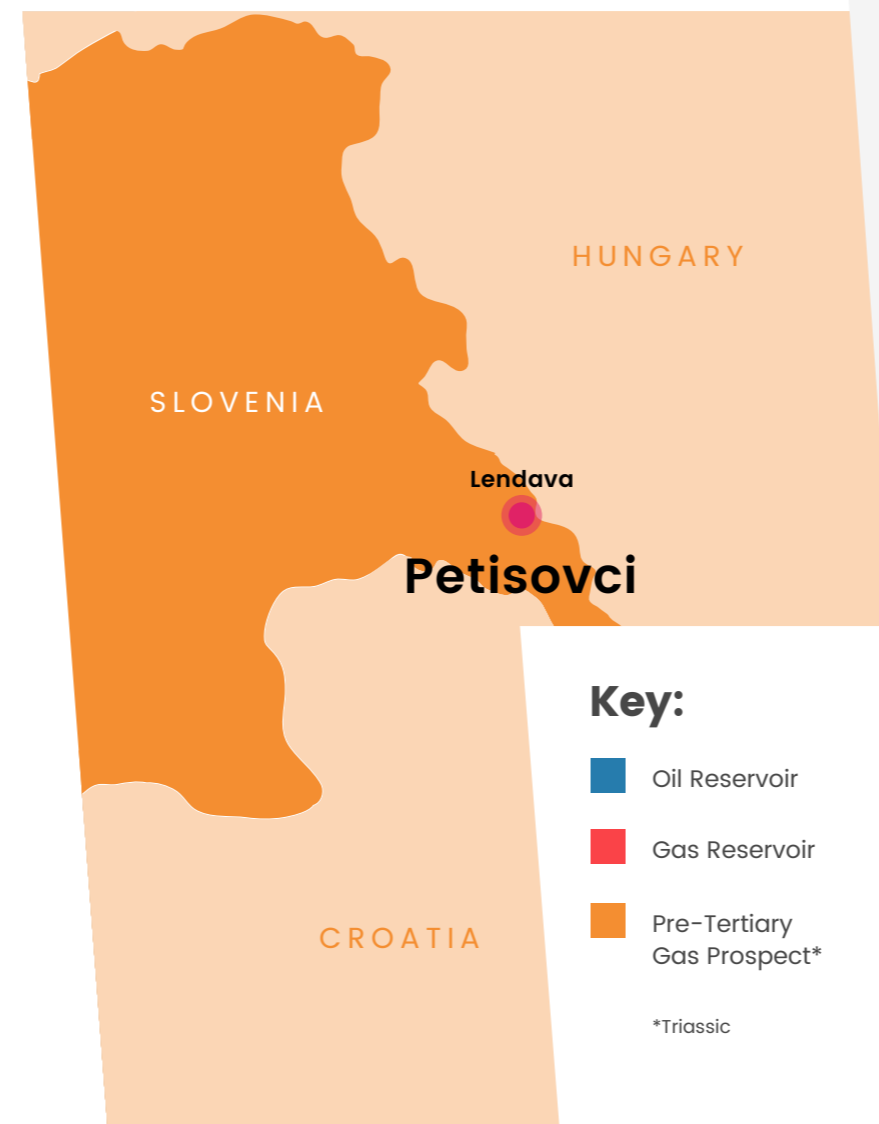 HUNGARY
SLOVENIA
Lendava
Petisovci
Key:
Oil Reservoir
Gas Reservoir
Pre-Tertiary
Gas Prospect*
*Triassic
CROATIA